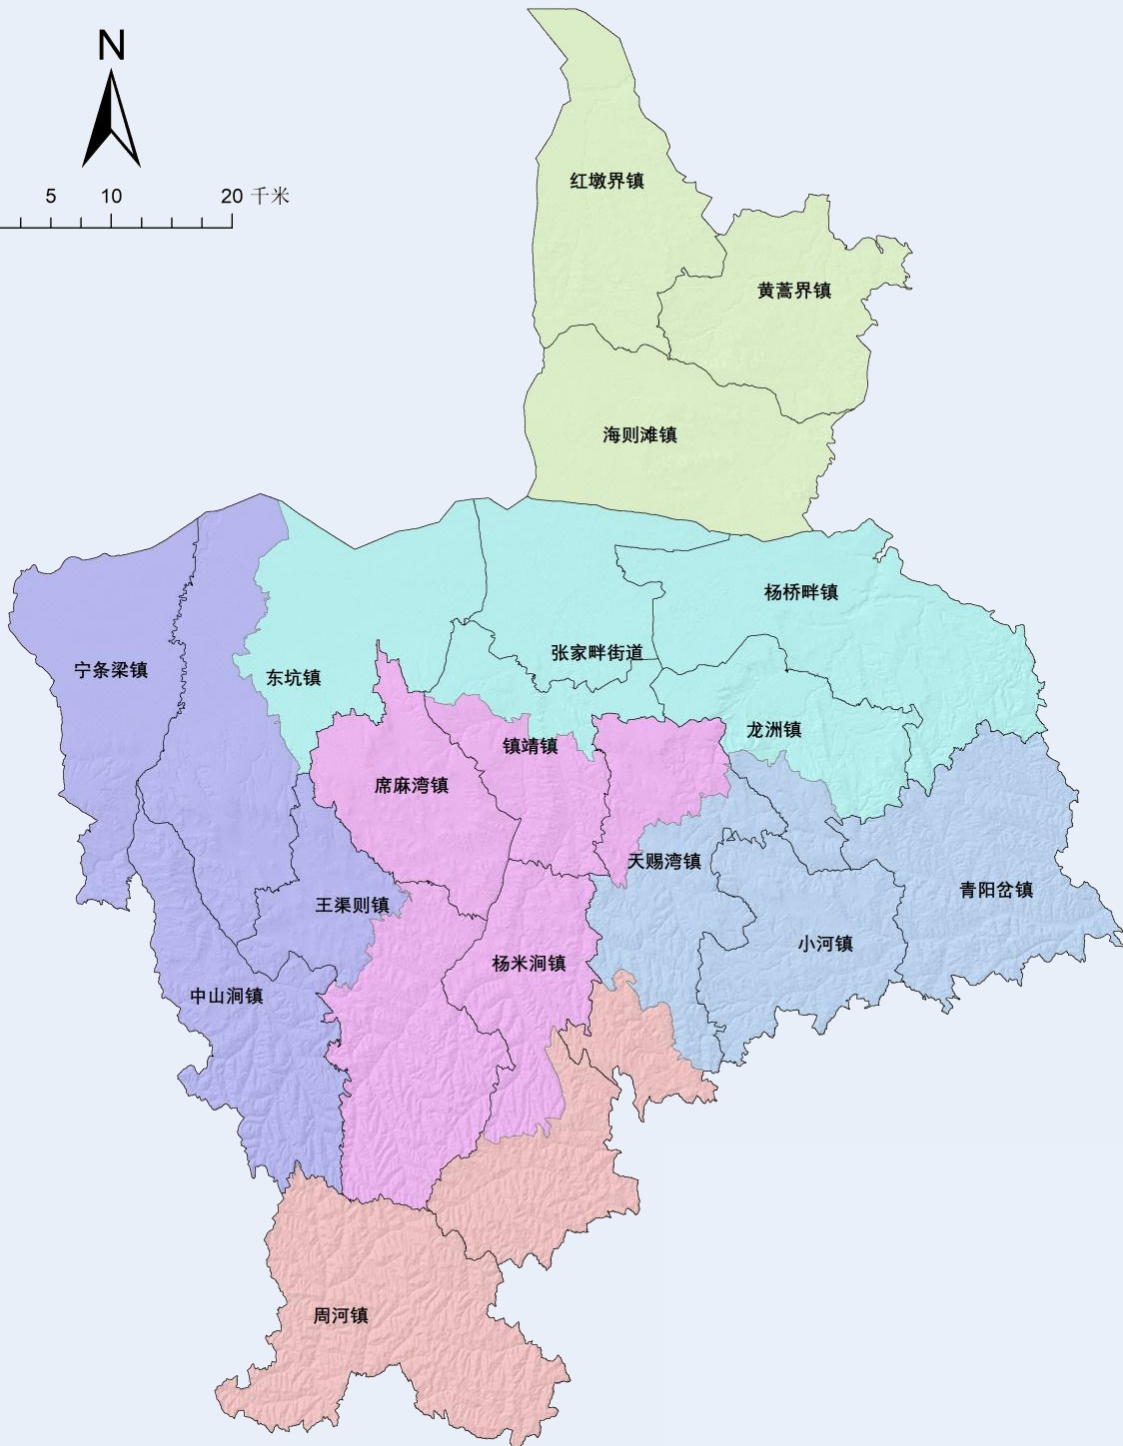 N
5 10 20 千米
红墩界镇
黄蒿界镇
海则滩镇
杨桥畔镇
张家畔街道
宁条梁镇
东坑镇
龙洲镇
镇靖镇
席麻湾镇
天赐湾镇
青阳岔镇
王渠则镇
小河镇
杨米涧镇
中山涧镇
周河镇